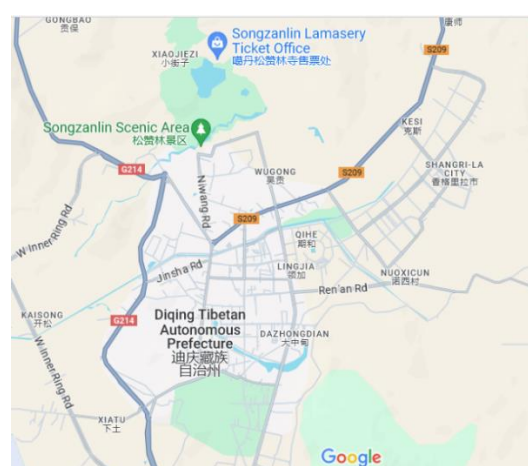 GONGBAO
贡保
康师
Songzanlin Lamasery
Ticket Office
噶丹松赞林寺售票处
XIAOJIEZI
小街子
S209
KESI
克斯
Songzanlin Scenic Area
松赞林景区
G214
WUGONG
吴贡
S209
SHANGRI-LA
CITY
香格里拉市
Niwang Rd
W Inner Ring Rd
S209
QIHE
期和
Jinsha Rd
LINGJIA
领加
NUOXICUN
诺西村
Ren'an Rd
KAISONG
开松
G214
Diqing Tibetan
Autonomous
Prefecture
迪庆藏族
自治州
DAZHONGDIAN
大中甸
W Inner Ring Rd
XIATU
下土
Google